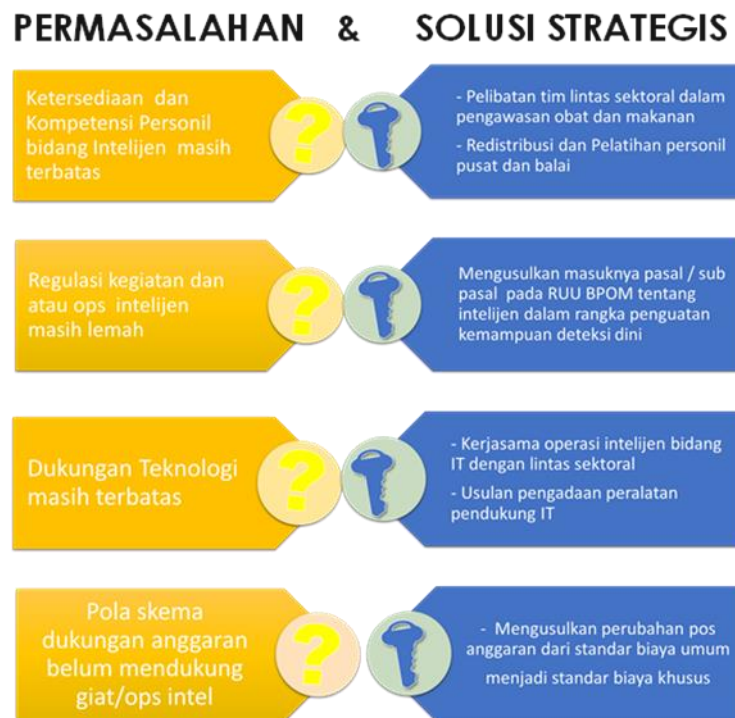 PERMASALAHAN & SOLUSI STRATEGIS
Ketersediaan dan
Kompetensi Personil
bidang Intelijen masih
terbatas
- Pelibatan tim lintas sektoral dalam
pengawasan obat dan makanan
- Redistribusi dan Pelatihan personil
pusat dan balai
Regulasi kegiatan dan
atau ops intelijen
masih lemah
Mengusulkan masuknya pasal / sub
pasal pada RUU BPOM tentang
intelijen dalam rangka penguatan
kemampuan deteksi dini
Dukungan Teknologi
masih terbatas
- Kerjasama operasi intelijen bidang
IT dengan lintas sektoral
- Usulan pengadaan peralatan
pendukung IT
Pola skema
dukungan anggaran
belum mendukung
giat/ops intel
- Mengusulkan perubahan pos
anggaran dari standar biaya umum
menjadi standar biaya khusus